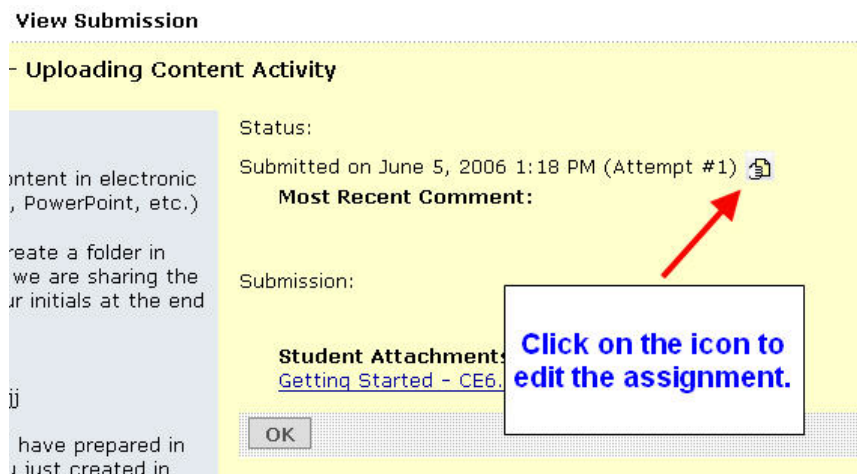 View Submission
- Uploading Content Activity
ontent in electronic
, PowerPoint, etc.)
reate a folder in
we are sharing the
ur initials at the end
jj
have prepared in
u just created in
Status:
Submitted on June 5, 2006 1:18 PM (Attempt #1)
Most Recent Comment:
Submission:
Student Attachments
Getting Started - CE6.
OK
Click on the icon to
edit the assignment.